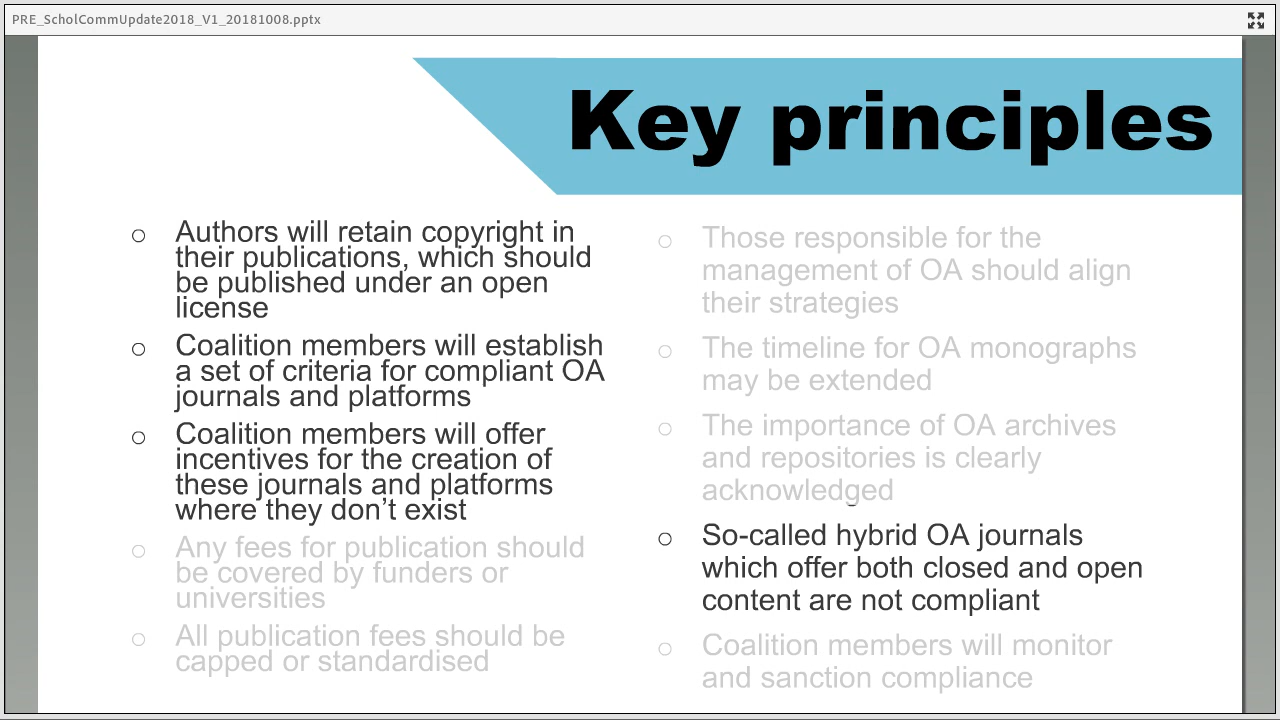 PRE_ScholCommUpdate2018_V1_20181008.pptx
Key principles
Authors will retain copyright in
their publications, which should
be published under an open
license
Coalition members will establish
a set of criteria for compliant OA
journals and platforms
Coalition members will offer
incentives for the creation of
these journals and platforms
where they don’t exist
Any fees for publication should
be covered by funders or
universities
All publication fees should be
capped or standardised
Those responsible for the
management of OA should align
their strategies
The timeline for OA monographs
may be extended
The importance of OA archives
and repositories is clearly
acknowledged
So-called hybrid OA journals
which offer both closed and open
content are not compliant
Coalition members will monitor
and sanction compliance